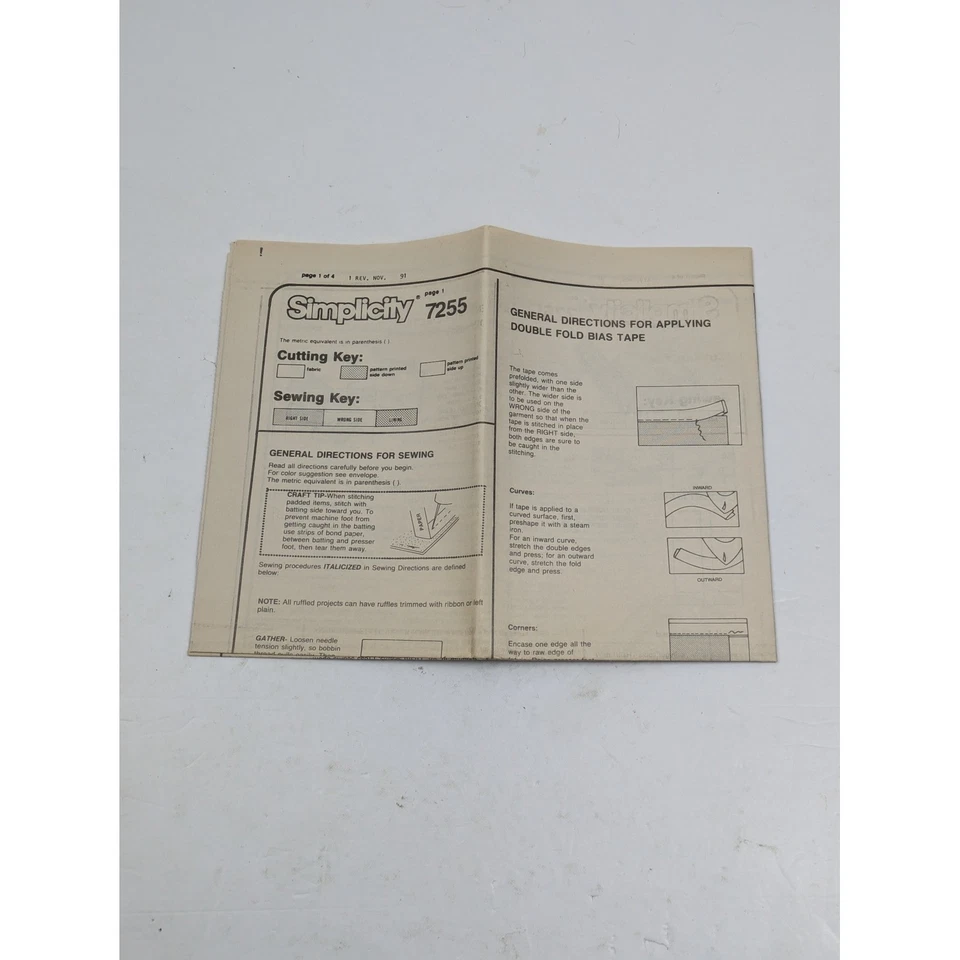 !
page 1 of 4 1 REV. NOV. 91
Simplicity® page 1
7255
The metric equivalent is in parenthesis ( ).
Cutting Key:
fabric
pattern printed
side down
pattern printed
side up
Sewing Key:
RIGHT SIDE WRONG SIDE LINING
GENERAL DIRECTIONS FOR SEWING
Read all directions carefully before you begin.
For color suggestion see envelope.
The metric equivalent is in parenthesis ( ).
CRAFT TIP-When stitching
padded items, stitch with
batting side toward you. To
prevent machine foot from
getting caught in the batting
use strips of bond paper,
between batting and presser
foot, then tear them away.
PAPER
Sewing procedures ITALICIZED in Sewing Directions are defined
below:
NOTE: All ruffled projects can have ruffles trimmed with ribbon or left
plain.
GATHER- Loosen needle
tension slightly, so bobbin
GENERAL DIRECTIONS FOR APPLYING
DOUBLE FOLD BIAS TAPE
The tape comes
prefolded, with one side
slightly wider than the
other. The wider side is
to be used on the
WRONG side of the
garment so that when the
tape is stitched in place
from the RIGHT side,
both edges are sure to
be caught in the
stitching.
Curves:
If tape is applied to a
curved surface, first,
preshape it with a steam
iron.
For an inward curve,
stretch the double edges
and press; for an outward
curve, stretch the fold
edge and press.
INWARD
OUTWARD
Corners:
Encase one edge all the
way to raw edge of